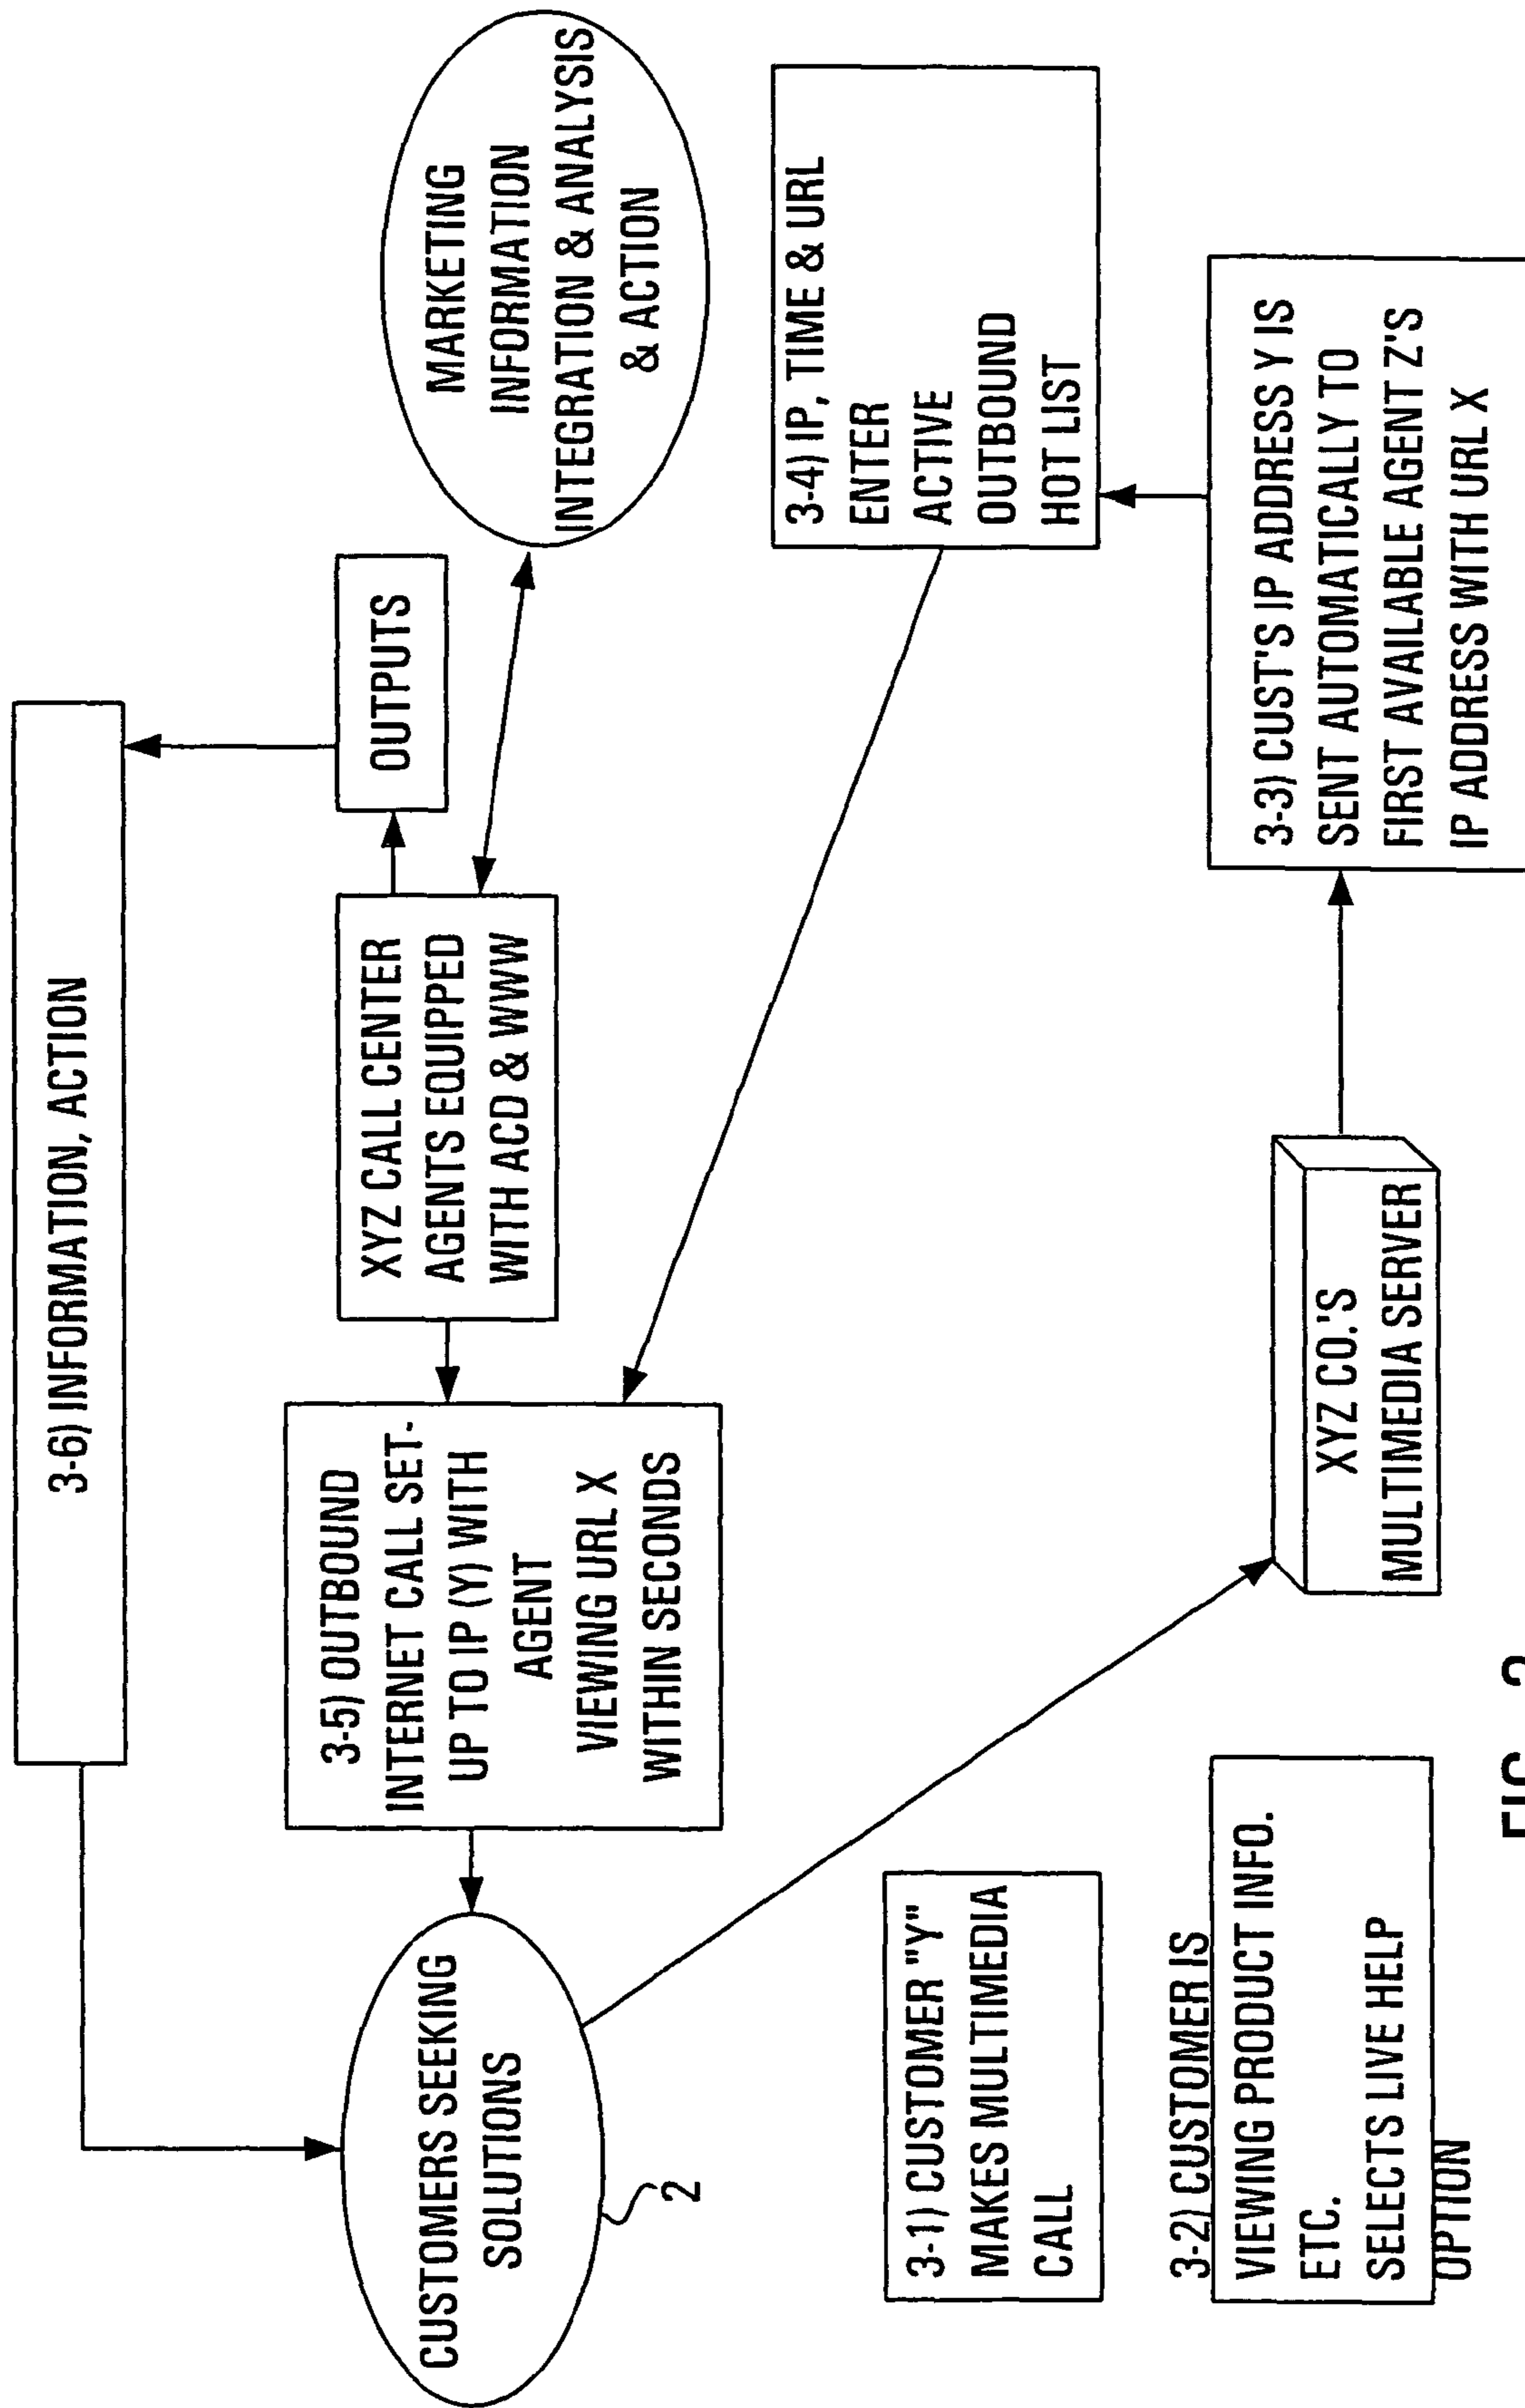 3-6) INFORMATION, ACTION
CUSTOMERS SEEKING
SOLUTIONS
2
3-5) OUTBOUND
INTERNET CALL SET-
UP TO IP (Y) WITH
AGENT
VIEWING URL X
WITHIN SECONDS
XYZ CALL CENTER
AGENTS EQUIPPED
WITH ACD & WWW
OUTPUTS
MARKETING
INFORMATION
INTEGRATION & ANALYSIS
& ACTION
3-1) CUSTOMER "Y"
MAKES MULTIMEDIA
CALL
3-2) CUSTOMER IS
VIEWING PRODUCT INFO.
ETC.
SELECTS LIVE HELP
OPTION
XYZ CO.'S
MULTIMEDIA SERVER
3-3) CUST'S IP ADDRESS Y IS
SENT AUTOMATICALLY TO
FIRST AVAILABLE AGENT Z'S
IP ADDRESS WITH URL X
3-4) IP, TIME & URL
ENTER
ACTIVE
OUTBOUND
HOT LIST